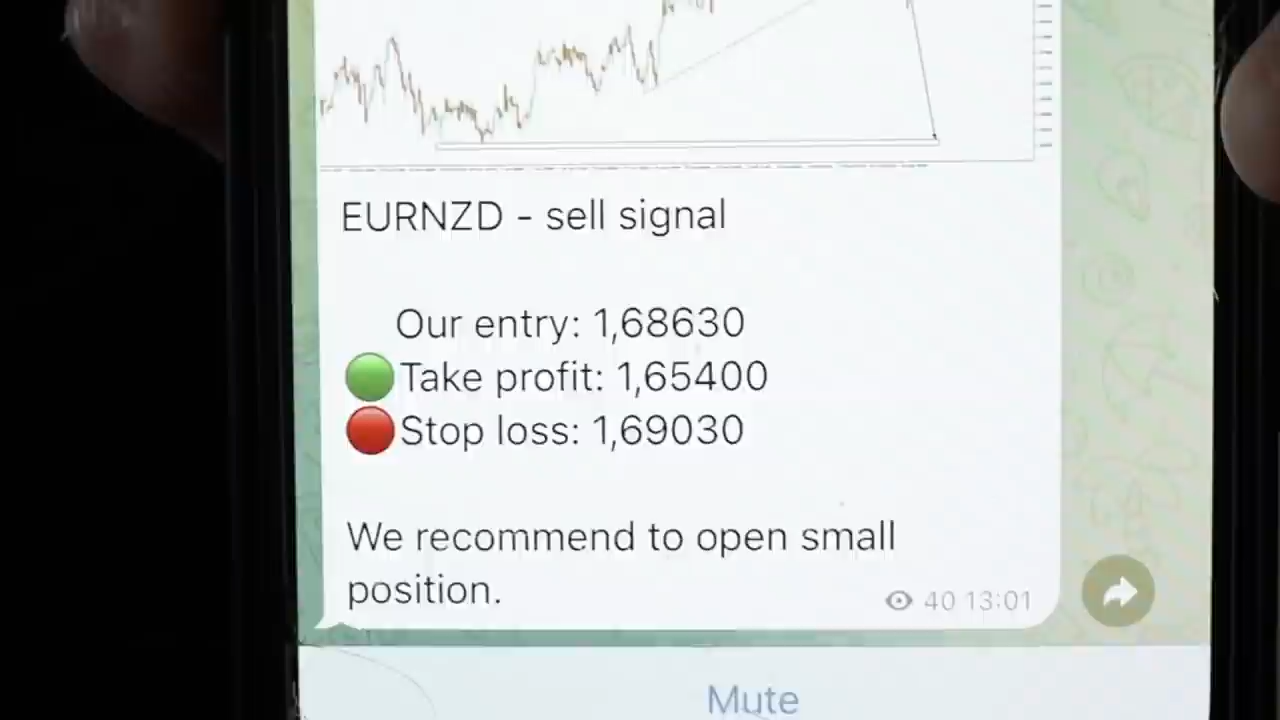 EURNZD - sell signal
Our entry: 1,68630
Take profit: 1,65400
Stop loss: 1,69030
We recommend to open small
position.
40 13:01
Mute